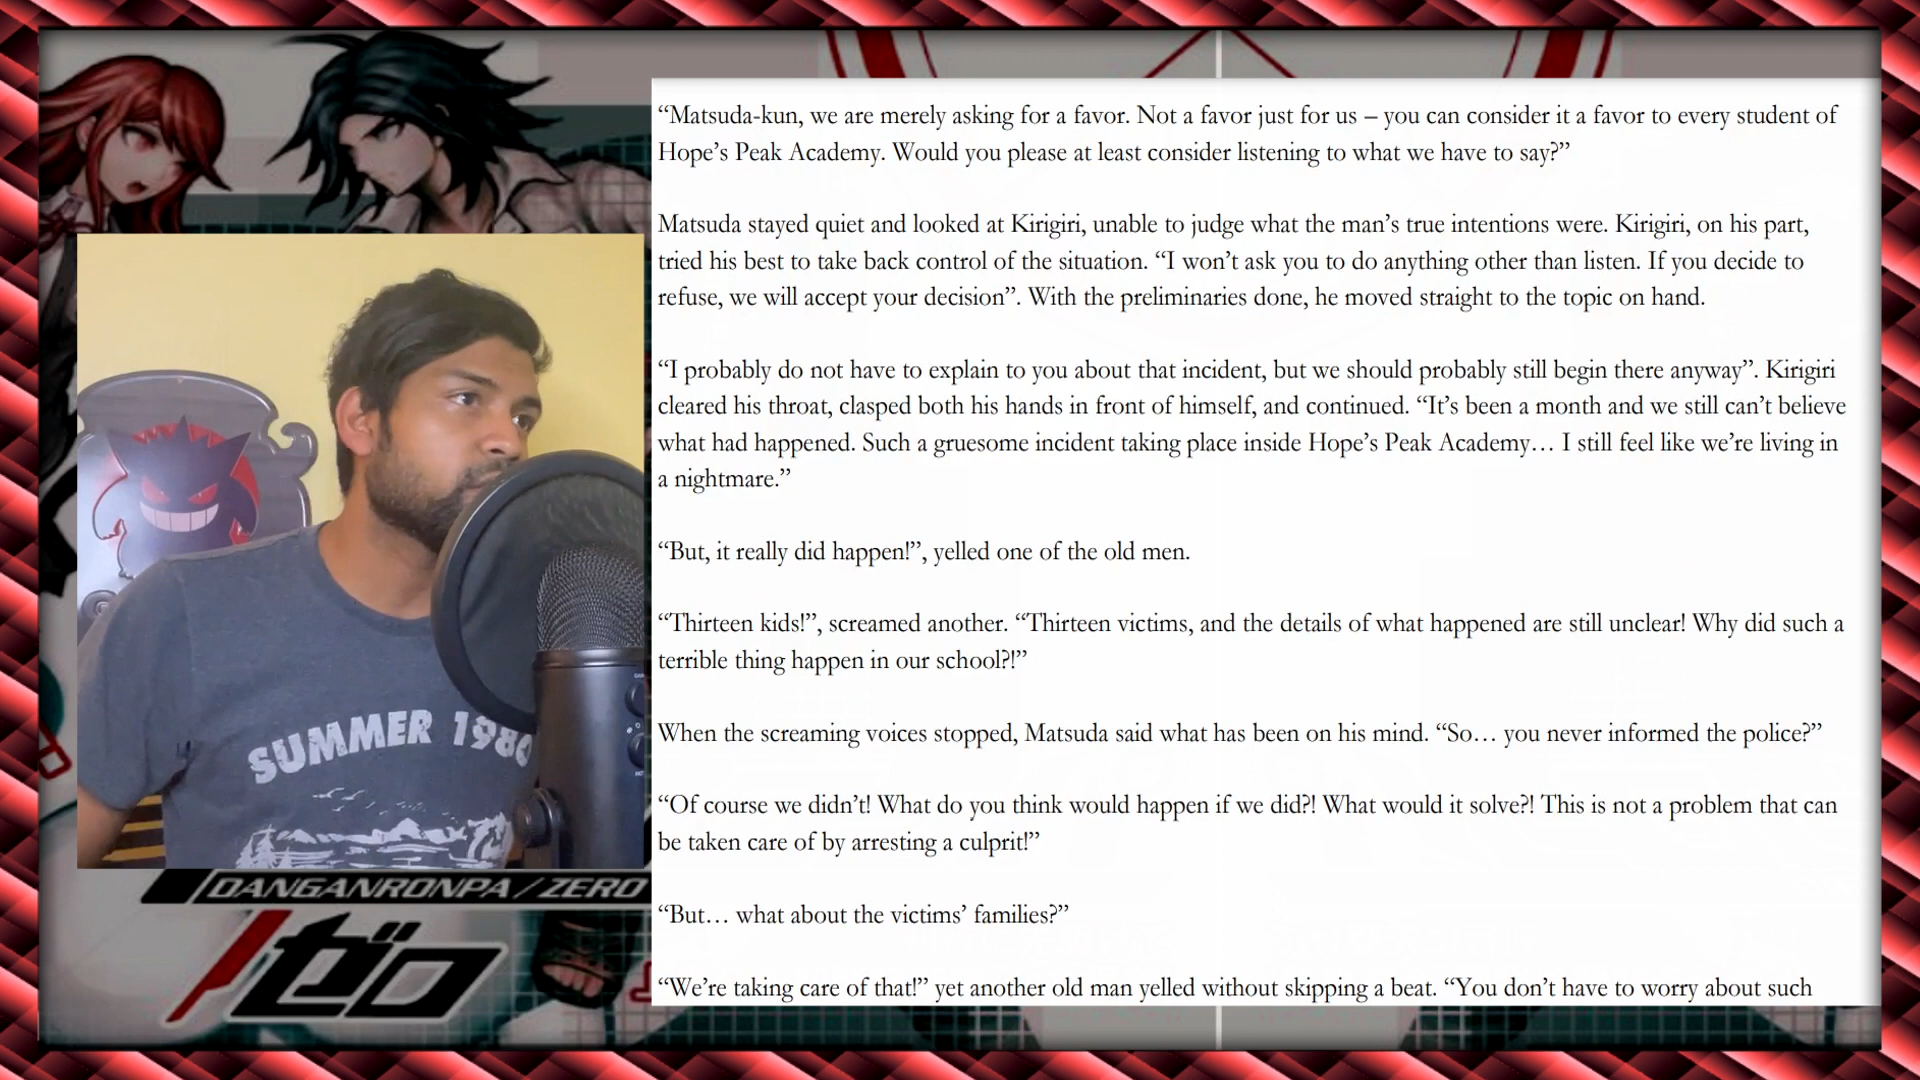 “Matsuda-kun, we are merely asking for a favor. Not a favor just for us – you can consider it a favor to every student of
Hope’s Peak Academy. Would you please at least consider listening to what we have to say?”
Matsuda stayed quiet and looked at Kirigiri, unable to judge what the man’s true intentions were. Kirigiri, on his part,
tried his best to take back control of the situation. “I won’t ask you to do anything other than listen. If you decide to
refuse, we will accept your decision”. With the preliminaries done, he moved straight to the topic on hand.
“I probably do not have to explain to you about that incident, but we should probably still begin there anyway”. Kirigiri
cleared his throat, clasped both his hands in front of himself, and continued. “It’s been a month and we still can’t believe
what had happened. Such a gruesome incident taking place inside Hope’s Peak Academy… I still feel like we’re living in
a nightmare.”
“But, it really did happen!”, yelled one of the old men.
“Thirteen kids!”, screamed another. “Thirteen victims, and the details of what happened are still unclear! Why did such a
terrible thing happen in our school?!”
When the screaming voices stopped, Matsuda said what has been on his mind. “So… you never informed the police?”
“Of course we didn’t! What do you think would happen if we did?! What would it solve?! This is not a problem that can
be taken care of by arresting a culprit!”
“But… what about the victims’ families?”
“We’re taking care of that!” yet another old man yelled without skipping a beat. “You don’t have to worry about such
SUMMER 1980
DANGANRONPA/ZERO
ゼロ